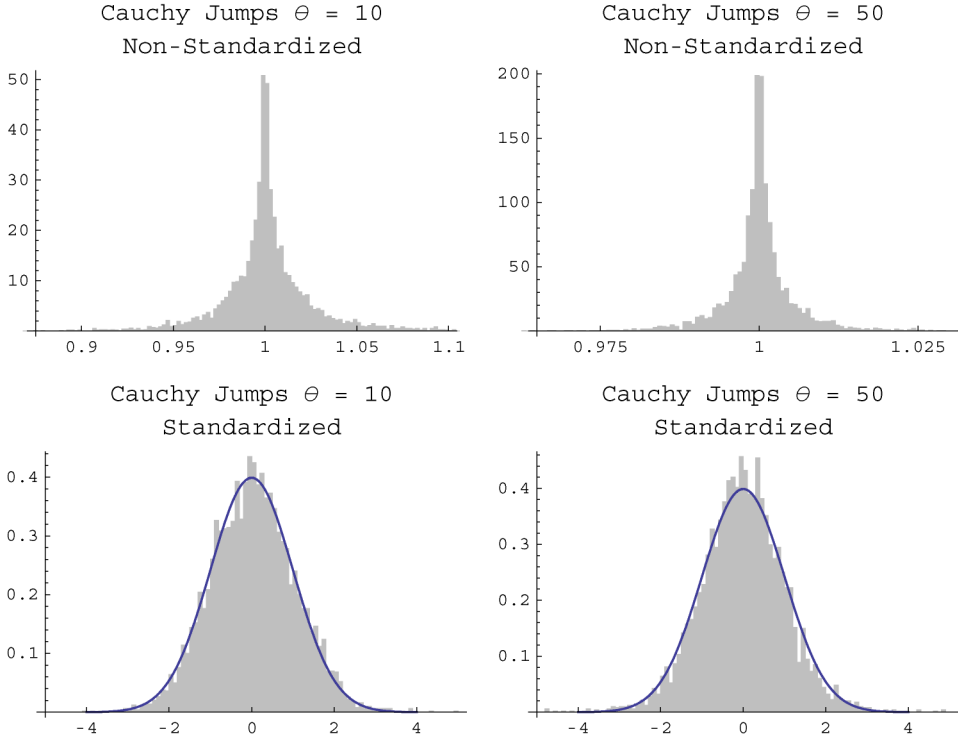 Cauchy Jumps θ = 10
Non-Standardized
50
40
30
20
10
0.9 0.95 1 1.05 1.1
Cauchy Jumps θ = 50
Non-Standardized
200
150
100
50
0.975 1 1.025
Cauchy Jumps θ = 10
Standardized
0.4
0.3
0.2
0.1
-4 -2 0 2 4
Cauchy Jumps θ = 50
Standardized
0.4
0.3
0.2
0.1
-4 -2 0 2 4